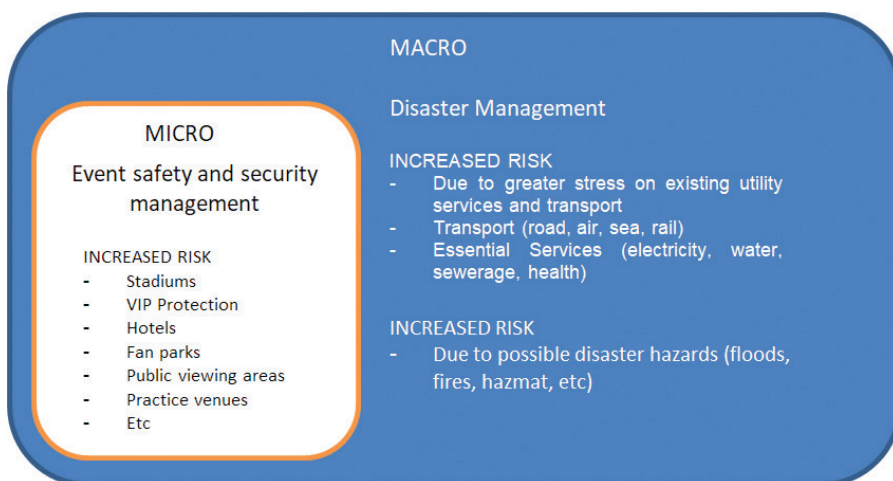 MACRO
Disaster Management
INCREASED RISK
- Due to greater stress on existing utility
services and transport
- Transport (road, air, sea, rail)
- Essential Services (electricity, water,
sewerage, health)
INCREASED RISK
- Due to possible disaster hazards (floods,
fires, hazmat, etc)
MICRO
Event safety and security
management
INCREASED RISK
- Stadiums
- VIP Protection
- Hotels
- Fan parks
- Public viewing areas
- Practice venues
- Etc